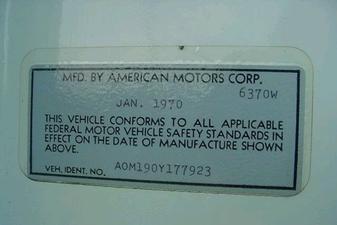 MFD. BY AMERICAN MOTORS CORP.
6370W
JAN. 1970
THIS VEHICLE CONFORMS TO ALL APPLICABLE
FEDERAL MOTOR VEHICLE SAFETY STANDARDS IN
EFFECT ON THE DATE OF MANUFACTURE SHOWN
ABOVE.
VEH. IDENT. NO. A0M190Y177923